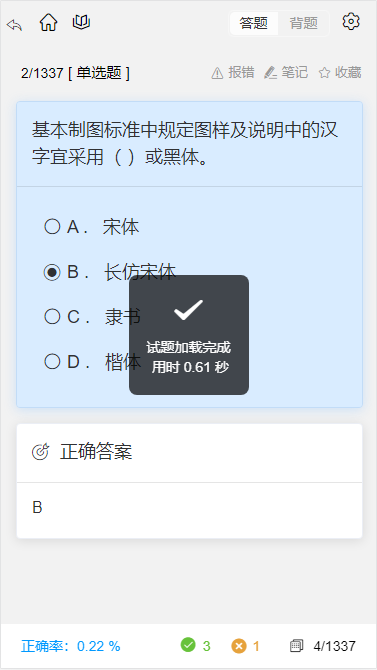 答题 背题
2/1337 [ 单选题 ] 报错 笔记 收藏
基本制图标准中规定图样及说明中的汉
字宜采用（ ）或黑体。
A． 宋体
B． 长仿宋体
C． 隶书
D． 楷体
试题加载完成
用时 0.61 秒
正确答案
B
正确率：0.22 % 3 1 4/1337